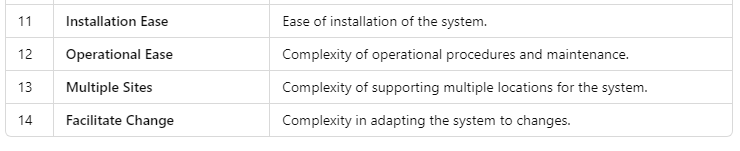 11 Installation Ease Ease of installation of the system.
12 Operational Ease Complexity of operational procedures and maintenance.
13 Multiple Sites Complexity of supporting multiple locations for the system.
14 Facilitate Change Complexity in adapting the system to changes.